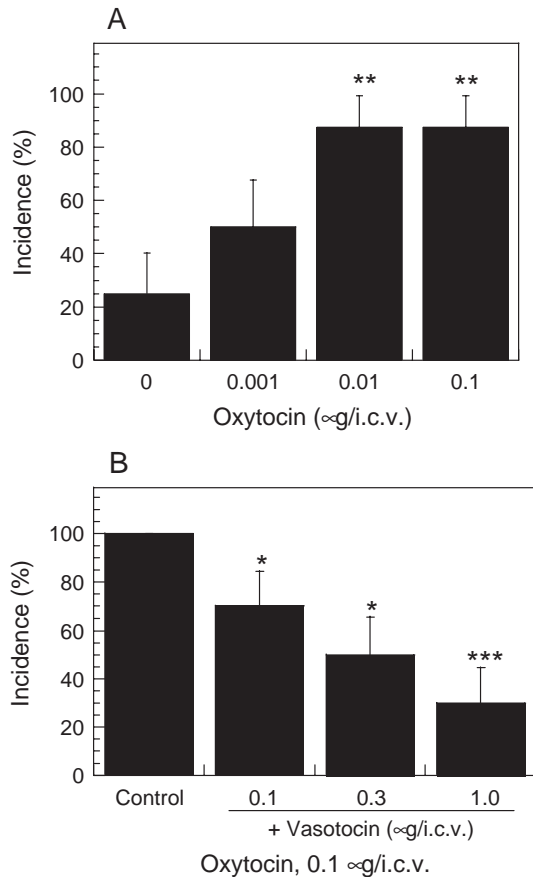 A
Incidence (%)
100
80
60
40
20
0
**
**
0 0.001 0.01 0.1
Oxytocin (∝g/i.c.v.)
B
Incidence (%)
100
80
60
40
20
0
*
*
***
Control 0.1 0.3 1.0
+ Vasotocin (∝g/i.c.v.)
Oxytocin, 0.1 ∝g/i.c.v.